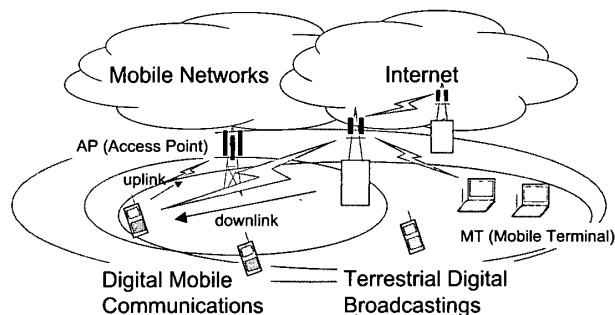 Mobile Networks
Internet
AP (Access Point)
uplink
downlink
MT (Mobile Terminal)
Digital Mobile
Communications
Terrestrial Digital
Broadcastings